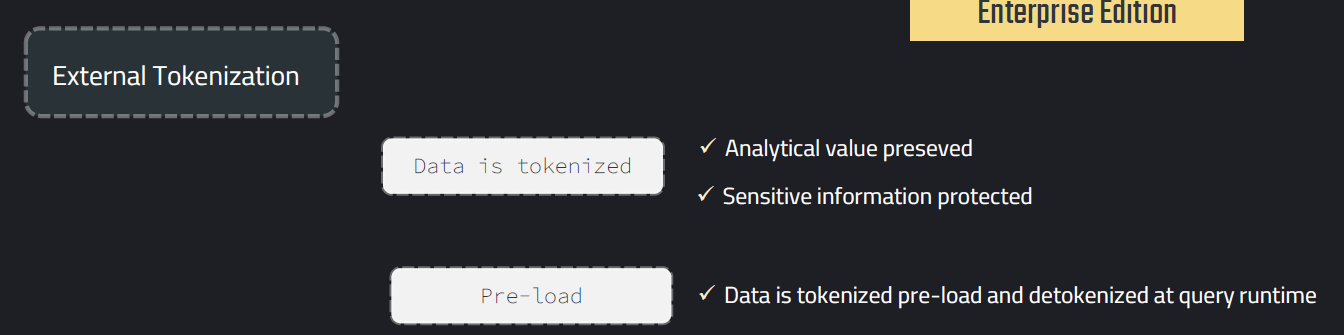 Enterprise Edition
External Tokenization
Data is tokenized
✓ Analytical value preseved
✓ Sensitive information protected
Pre-load
✓ Data is tokenized pre-load and detokenized at query runtime